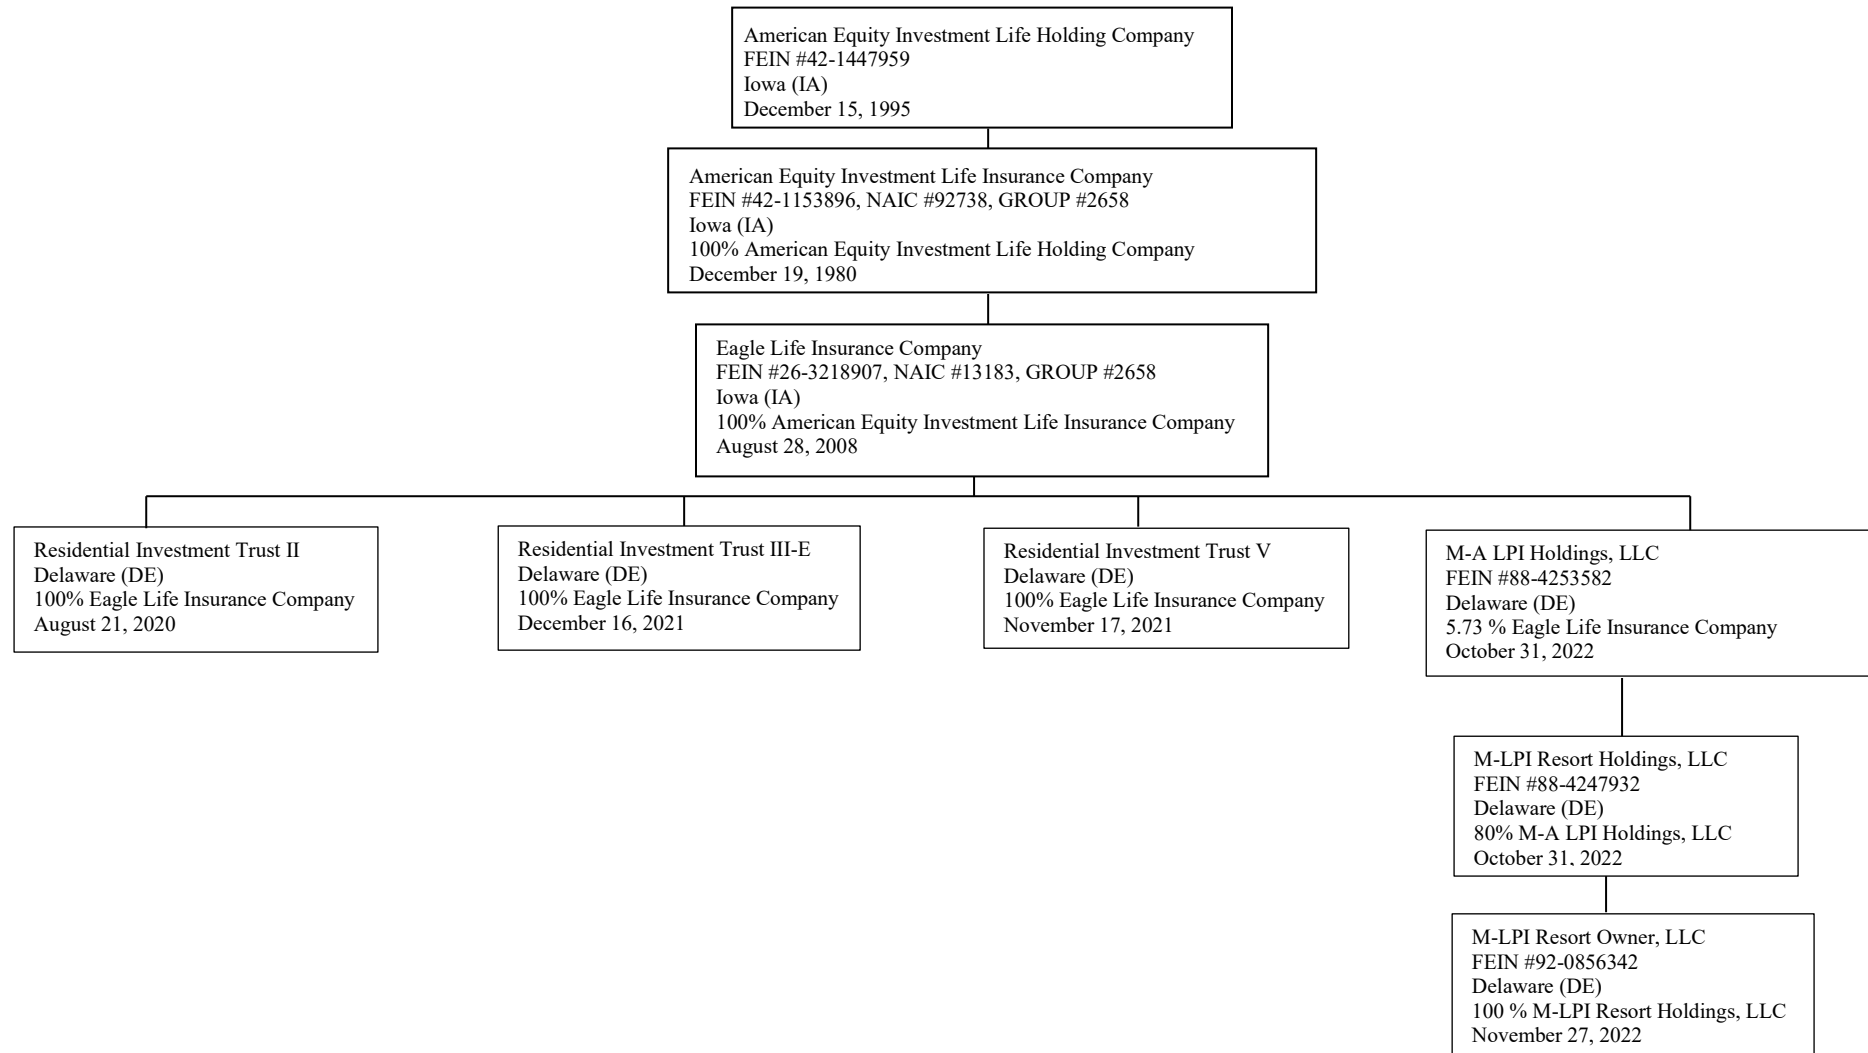 American Equity Investment Life Holding Company
FEIN #42-1447959
Iowa (IA)
December 15, 1995
American Equity Investment Life Insurance Company
FEIN #42-1153896, NAIC #92738, GROUP #2658
Iowa (IA)
100% American Equity Investment Life Holding Company
December 19, 1980
Eagle Life Insurance Company
FEIN #26-3218907, NAIC #13183, GROUP #2658
Iowa (IA)
100% American Equity Investment Life Insurance Company
August 28, 2008
Residential Investment Trust II
Delaware (DE)
100% Eagle Life Insurance Company
August 21, 2020
Residential Investment Trust III-E
Delaware (DE)
100% Eagle Life Insurance Company
December 16, 2021
Residential Investment Trust V
Delaware (DE)
100% Eagle Life Insurance Company
November 17, 2021
M-A LPI Holdings, LLC
FEIN #88-4253582
Delaware (DE)
5.73 % Eagle Life Insurance Company
October 31, 2022
M-LPI Resort Holdings, LLC
FEIN #88-4247932
Delaware (DE)
80% M-A LPI Holdings, LLC
October 31, 2022
M-LPI Resort Owner, LLC
FEIN #92-0856342
Delaware (DE)
100 % M-LPI Resort Holdings, LLC
November 27, 2022